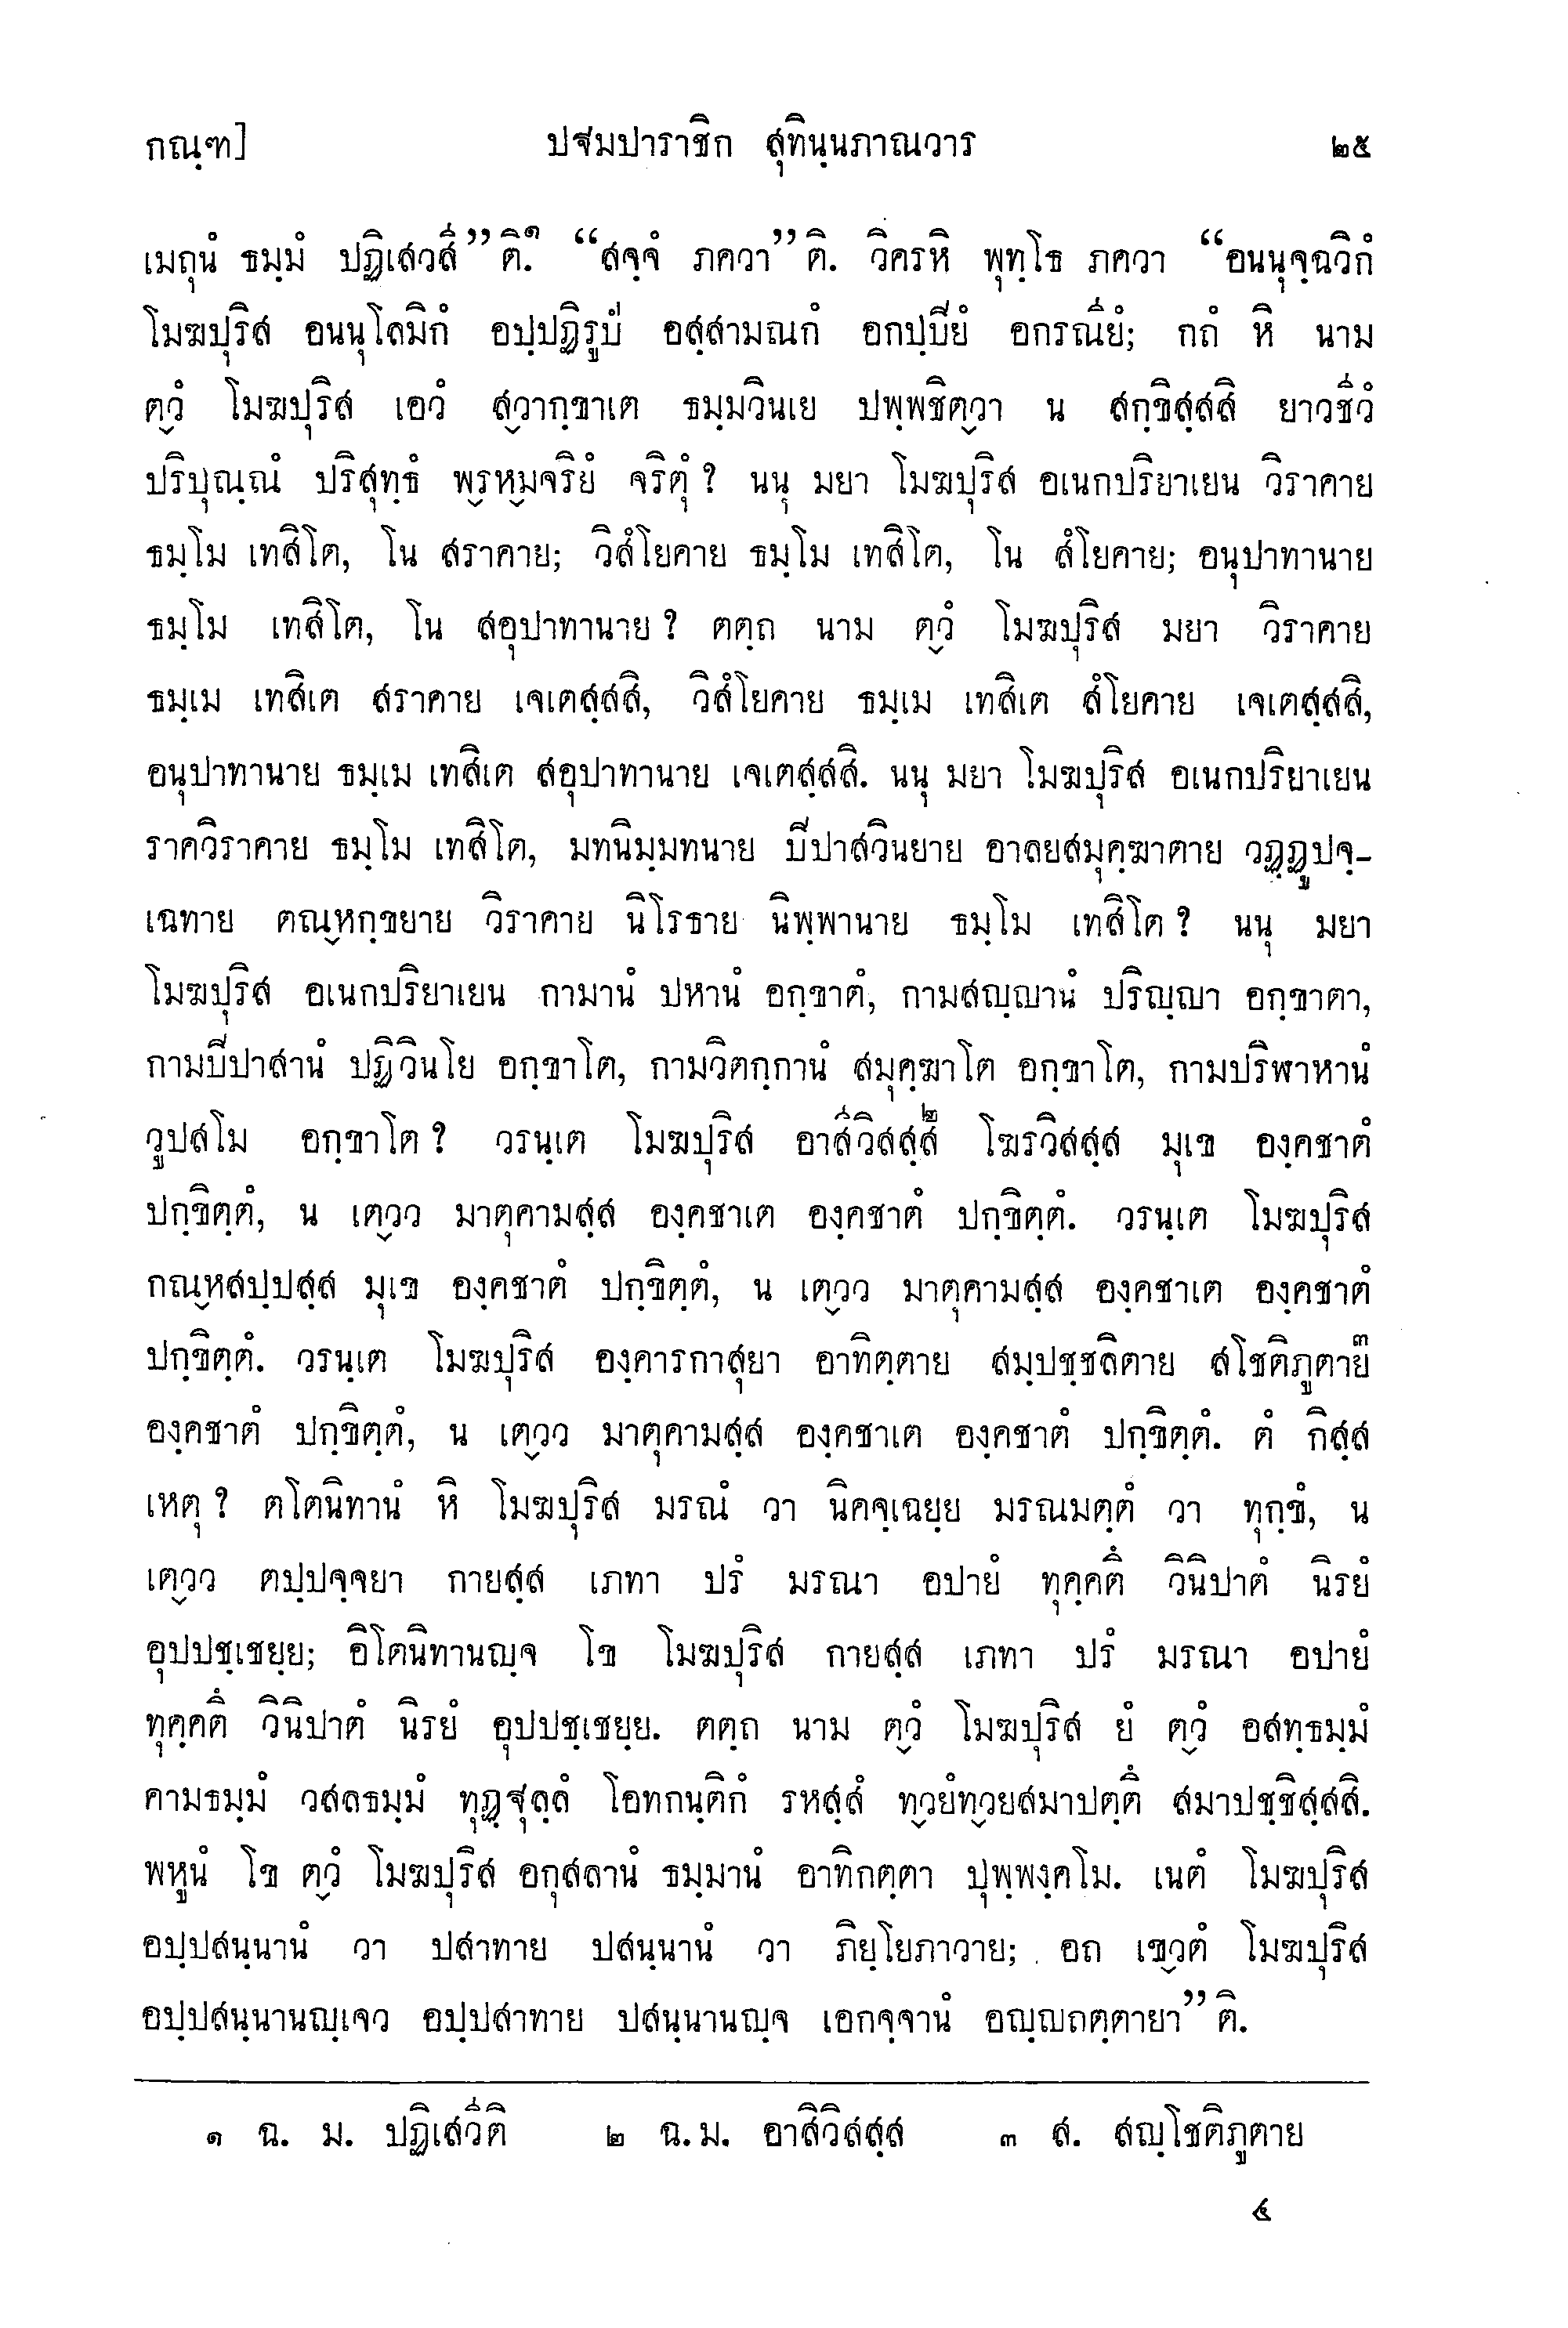 กณฺฑ] ปฐมปาราชิก สุทินฺนภาณวาร ๒๕
เมถุนํ ธมฺมํ ปฏิเสวสี” ติ.๑ “สจฺจํ ภควา” ติ. วิครหิ พุทฺโธ ภควา “อนนุจฺฉวิกํ
โมฆปุริส อนนุโลมิกํ อปฺปฏิรูปํ อสฺสามณกํ อกปฺปิยํ อกรณียํ; กถํ หิ นาม
ตฺวํ โมฆปุริส เอวํ สฺวากฺขาเต ธมฺมวินเย ปพฺพชิตฺวา น สกฺขิสฺสสิ ยาวชีวํ
ปริปุณฺณํ ปริสุทฺธํ พฺรหฺมจริยํ จริตุํ ? นนุ มยา โมฆปุริส อเนกปริยาเยน วิราคาย
ธมฺโม เทสิโต, โน สราคาย; วิสํโยคาย ธมฺโม เทสิโต, โน สํโยคาย; อนุปาทานาย
ธมฺโม เทสิโต, โน สอุปาทานาย ? ตตฺถ นาม ตฺวํ โมฆปุริส มยา วิราคาย
ธมฺเม เทสิเต สราคาย เจเตสฺสสิ, วิสํโยคาย ธมฺเม เทสิเต สํโยคาย เจเตสฺสสิ,
อนุปาทานาย ธมฺเม เทสิเต สอุปาทานาย เจเตสฺสสิ. นนุ มยา โมฆปุริส อเนกปริยาเยน
ราควิราคาย ธมฺโม เทสิโต, มทนิมฺมทนาย ปิปาสวินยาย อาลยสมุคฺฆาตาย วฏฺฏูปจฺ-
เฉทาย ตณฺหกฺขยาย วิราคาย นิโรธาย นิพฺพานาย ธมฺโม เทสิโต ? นนุ มยา
โมฆปุริส อเนกปริยาเยน กามานํ ปหานํ อกฺขาตํ, กามสญฺญานํ ปริญฺญา อกฺขาตา,
กามปิปาสานํ ปฏิวินโย อกฺขาโต, กามวิตกฺกานํ สมุคฺฆาโต อกฺขาโต, กามปริฬาหานํ
วูปสโม อกฺขาโต ? วรนฺเต โมฆปุริส อาสีวิสสฺส๒ โฆรวิสสฺส มุเข องฺคชาตํ
ปกฺขิตฺตํ, น เตฺวว มาตุคามสฺส องฺคชาเต องฺคชาตํ ปกฺขิตฺตํ. วรนฺเต โมฆปุริส
กณฺหสปฺปสฺส มุเข องฺคชาตํ ปกฺขิตฺตํ, น เตฺวว มาตุคามสฺส องฺคชาเต องฺคชาตํ
ปกฺขิตฺตํ. วรนฺเต โมฆปุริส องฺคารกาสุยา อาทิตฺตาย สมฺปชฺชลิตาย สโชติภูตาย๓
องฺคชาตํ ปกฺขิตฺตํ, น เตฺวว มาตุคามสฺส องฺคชาเต องฺคชาตํ ปกฺขิตฺตํ. ตํ กิสฺส
เหตุ ? ตโตนิทานํ หิ โมฆปุริส มรณํ วา นิคจฺเฉยฺย มรณมตฺตํ วา ทุกฺขํ, น
เตฺวว ตปฺปจฺจยา กายสฺส เภทา ปรํ มรณา อปายํ ทุคฺคตึ วินิปาตํ นิรยํ
อุปปชฺเชยฺย; อิโตนิทานญฺจ โข โมฆปุริส กายสฺส เภทา ปรํ มรณา อปายํ
ทุคฺคตึ วินิปาตํ นิรยํ อุปปชฺเชยฺย. ตตฺถ นาม ตฺวํ โมฆปุริส ยํ ตฺวํ อสทฺธมฺมํ
คามธมฺมํ วสลธมฺมํ ทุฏฺฐุลฺลํ โอทกนฺติกํ รหสฺสํ ทฺวยํทฺวยสมาปตฺตึ สมาปชฺชิสฺสสิ.
พหูนํ โข ตฺวํ โมฆปุริส อกุสลานํ ธมฺมานํ อาทิกตฺตา ปุพฺพงฺคโม. เนตํ โมฆปุริส
อปฺปสนฺนานํ วา ปสาทาย ปสนฺนานํ วา ภิยฺโยภาวาย; อถ เขฺวตํ โมฆปุริส
อปฺปสนฺนานญฺเจว อปฺปสาทาย ปสนฺนานญฺจ เอกจฺจานํ อญฺญถตฺตายา” ติ.
๑ ฉ. ม. ปฏิเสวีติ ๒ ฉ. ม. อาสิวิสสฺส ๓ ส. สญฺโชติภูตาย
๔